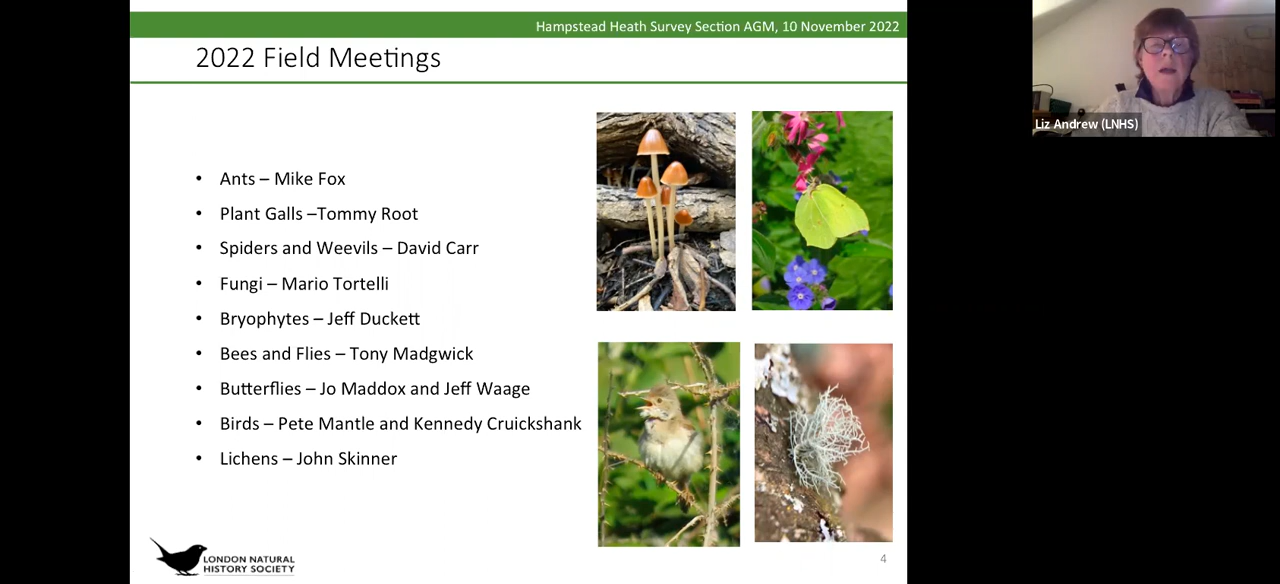 Hampstead Heath Survey Section AGM, 10 November 2022
2022 Field Meetings
• Ants – Mike Fox
• Plant Galls –Tommy Root
• Spiders and Weevils – David Carr
• Fungi – Mario Tortelli
• Bryophytes – Jeff Duckett
• Bees and Flies – Tony Madgwick
• Butterflies – Jo Maddox and Jeff Waage
• Birds – Pete Mantle and Kennedy Cruickshank
• Lichens – John Skinner
LONDON NATURAL
HISTORY SOCIETY
4
Liz Andrew (LNHS)